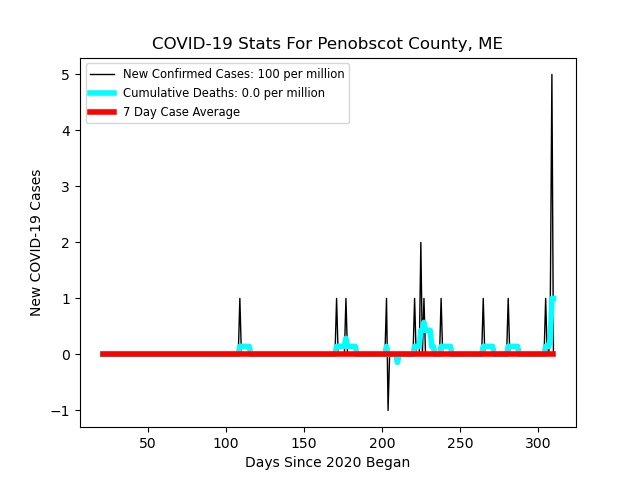 COVID-19 Stats For Penobscot County, ME
New Confirmed Cases: 100 per million
Cumulative Deaths: 0.0 per million
7 Day Case Average
New COVID-19 Cases
5
4
3
2
1
0
−1
50 100 150 200 250 300
Days Since 2020 Began